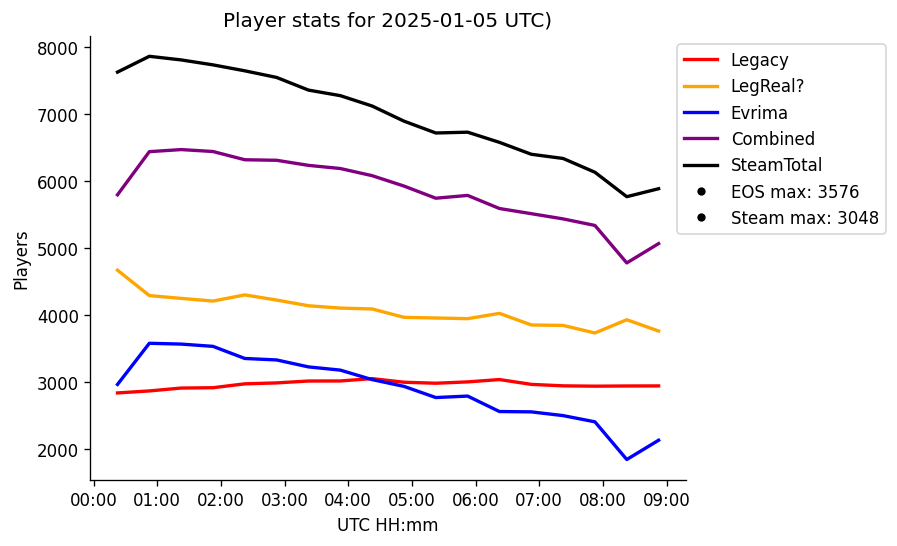 Player stats for 2025-01-05 UTC)
8000
7000
6000
5000
4000
3000
2000
Players
00:00 01:00 02:00 03:00 04:00 05:00 06:00 07:00 08:00 09:00
UTC HH:mm
Legacy
LegReal?
Evrima
Combined
SteamTotal
EOS max: 3576
Steam max: 3048